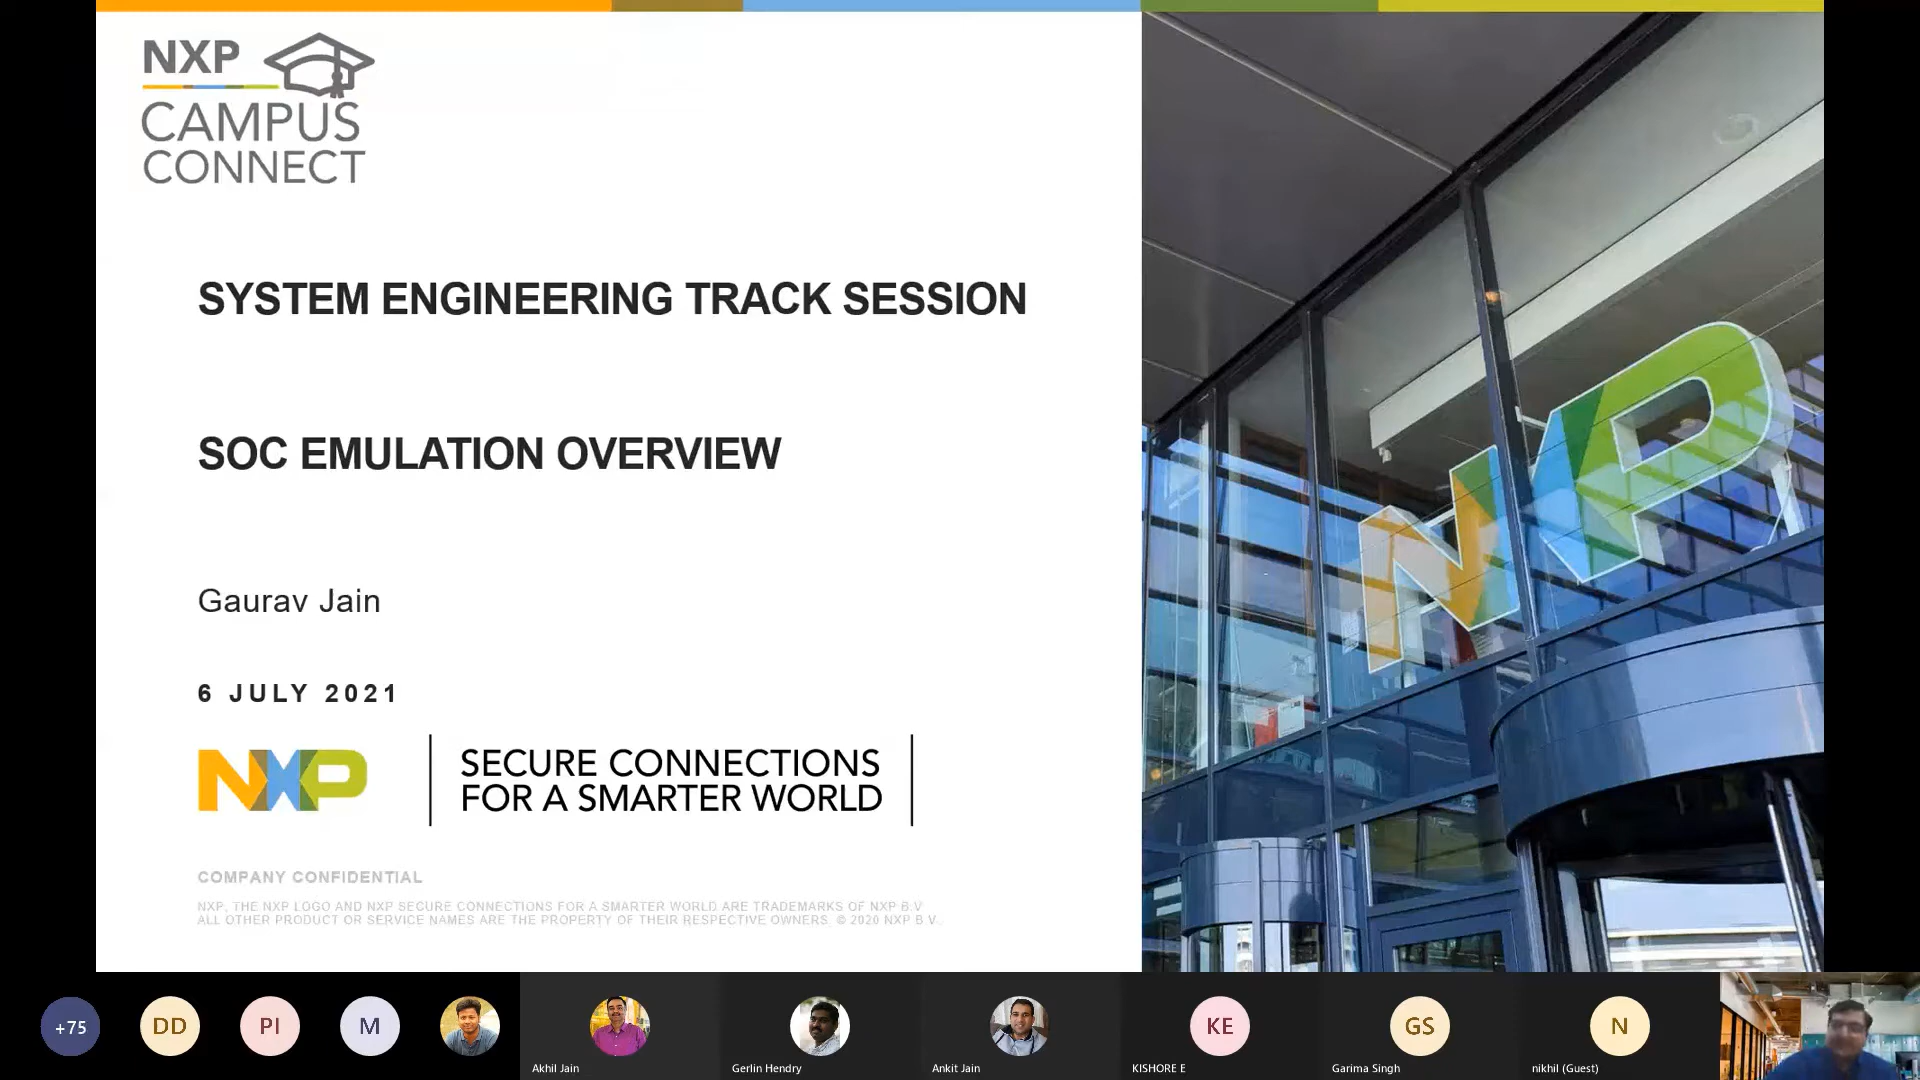 NXP
CAMPUS
CONNECT
SYSTEM ENGINEERING TRACK SESSION
SOC EMULATION OVERVIEW
Gaurav Jain
6 JULY 2021
NXP
SECURE CONNECTIONS
FOR A SMARTER WORLD
COMPANY CONFIDENTIAL
NXP, THE NXP LOGO AND NXP SECURE CONNECTIONS FOR A SMARTER WORLD ARE TRADEMARKS OF NXP B.V.
ALL OTHER PRODUCT OR SERVICE NAMES ARE THE PROPERTY OF THEIR RESPECTIVE OWNERS. © 2020 NXP B.V.
NXP
+75
DD
PI
M
KE
GS
N
Akhil Jain
Gerlin Hendry
Ankit Jain
KISHORE E
Garima Singh
nikhil (Guest)